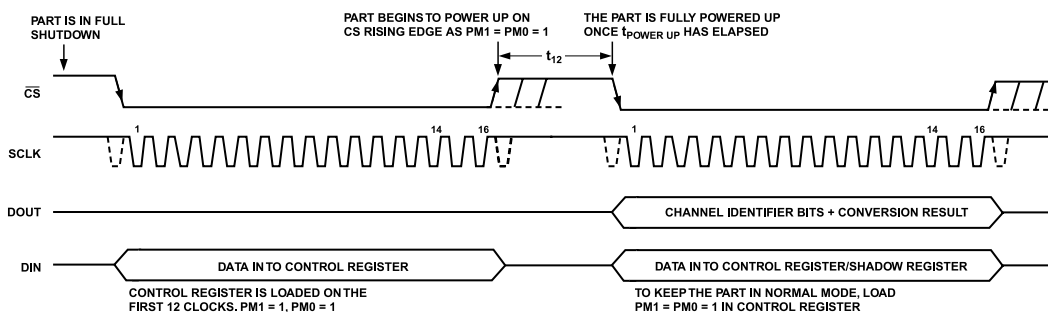 PART IS IN FULL
SHUTDOWN
PART BEGINS TO POWER UP ON
CS RISING EDGE AS PM1 = PM0 = 1
THE PART IS FULLY POWERED UP
ONCE tPOWER UP HAS ELAPSED
t12
CS
1
14
16
1
14
16
SCLK
DOUT
CHANNEL IDENTIFIER BITS + CONVERSION RESULT
DIN
DATA IN TO CONTROL REGISTER
DATA IN TO CONTROL REGISTER/SHADOW REGISTER
CONTROL REGISTER IS LOADED ON THE
FIRST 12 CLOCKS. PM1 = 1, PM0 = 1
TO KEEP THE PART IN NORMAL MODE, LOAD
PM1 = PM0 = 1 IN CONTROL REGISTER